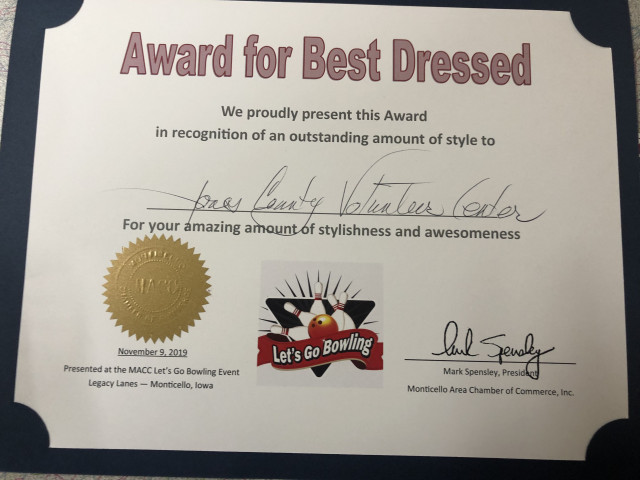 Award for Best Dressed
We proudly present this Award
in recognition of an outstanding amount of style to
Jones County Volunteer Center
For your amazing amount of stylishness and awesomeness
MACC
Let's Go Bowling
November 9, 2019
Presented at the MACC Let's Go Bowling Event
Legacy Lanes — Monticello, Iowa
Mark Spensley
Mark Spensley, President
Monticello Area Chamber of Commerce, Inc.